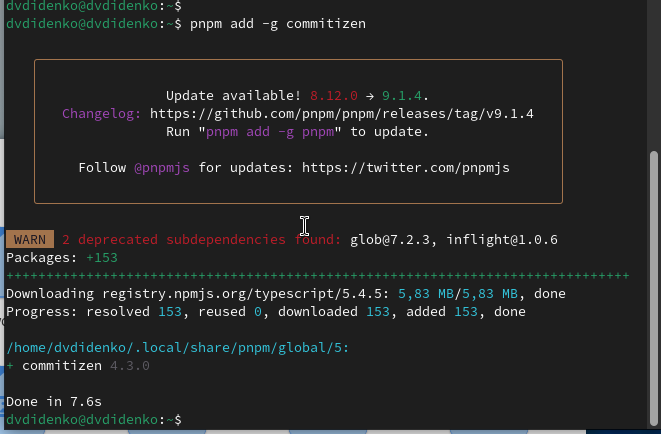 dvdidenko@dvdidenko:~$
dvdidenko@dvdidenko:~$ pnpm add -g commitizen
Update available! 8.12.0 → 9.1.4.
Changelog: https://github.com/pnpm/pnpm/releases/tag/v9.1.4
Run "pnpm add -g pnpm" to update.
Follow @pnpmjs for updates: https://twitter.com/pnpmjs
WARN 2 deprecated subdependencies found: glob@7.2.3, inflight@1.0.6
Packages: +153
++++++++++++++++++++++++++++++++++++++++++++++++++++++++++++++++++++++++++++++
Downloading registry.npmjs.org/typescript/5.4.5: 5,83 MB/5,83 MB, done
Progress: resolved 153, reused 0, downloaded 153, added 153, done
/home/dvdidenko/.local/share/pnpm/global/5:
+ commitizen 4.3.0
Done in 7.6s
dvdidenko@dvdidenko:~$